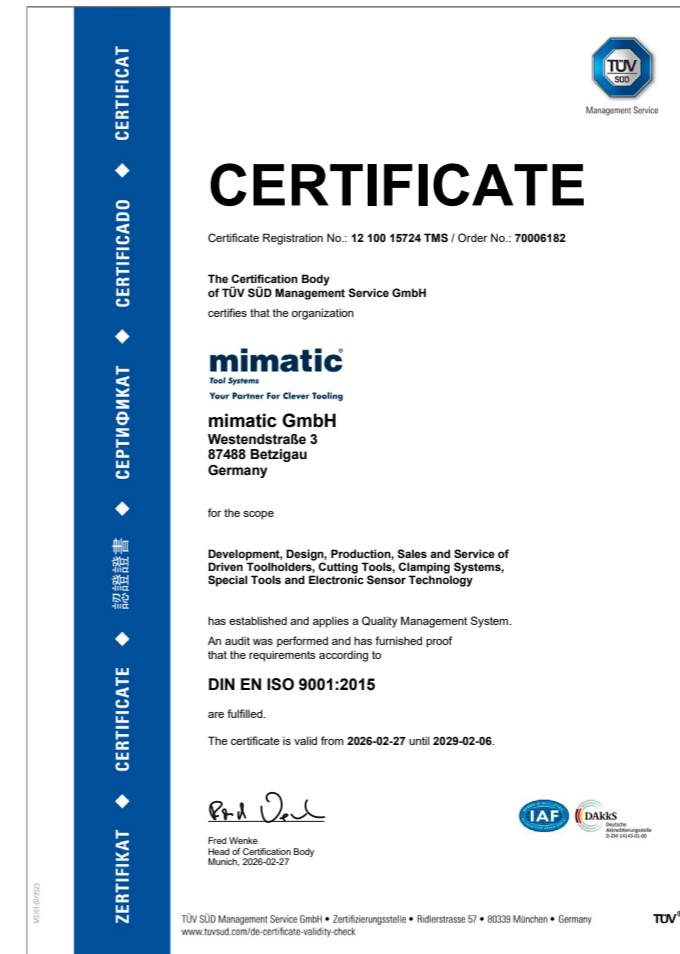 TÜV
SÜD
Management Service
CERTIFICATE
Certificate Registration No.: 12 100 15724 TMS / Order No.: 70006182
The Certification Body
of TÜV SÜD Management Service GmbH
certifies that the organization
mimatic®
Tool Systems
Your Partner For Clever Tooling
mimatic GmbH
Westendstraße 3
87488 Betzigau
Germany
for the scope
Development, Design, Production, Sales and Service of
Driven Toolholders, Cutting Tools, Clamping Systems,
Special Tools and Electronic Sensor Technology
has established and applies a Quality Management System.
An audit was performed and has furnished proof
that the requirements according to
DIN EN ISO 9001:2015
are fulfilled.
The certificate is valid from 2026-02-27 until 2029-02-06.
Fred Wenke
Head of Certification Body
Munich, 2026-02-27
IAF
DAkkS
Deutsche
Akkreditierungsstelle
D-ZM-14143-01-00
ZERTIFIKAT ◆ CERTIFICATE ◆ 認證證書 ◆ СЕРТИФИКАТ ◆ CERTIFICADO ◆ CERTIFICAT
TÜV SÜD Management Service GmbH • Zertifizierungsstelle • Ridlerstrasse 57 • 80339 München • Germany
www.tuvsud.com/de-certificate-validity-check
TÜV®